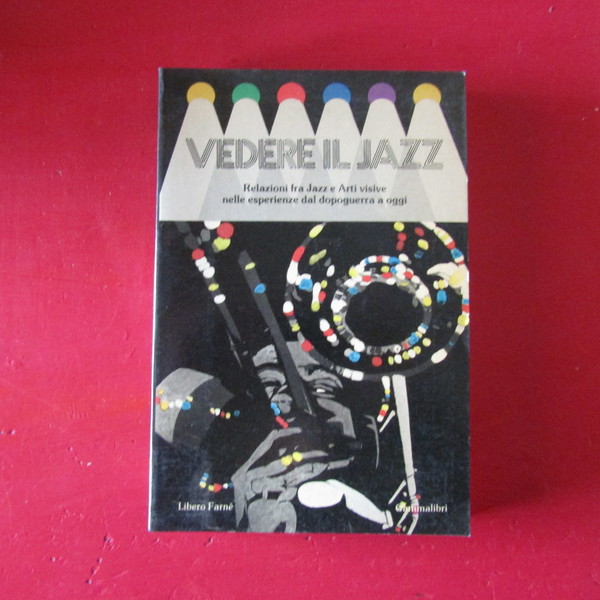 VEDERE IL JAZZ
Relazioni fra Jazz e Arti visive
nelle esperienze dal dopoguerra a oggi
Libero Farnè
Gammalibri